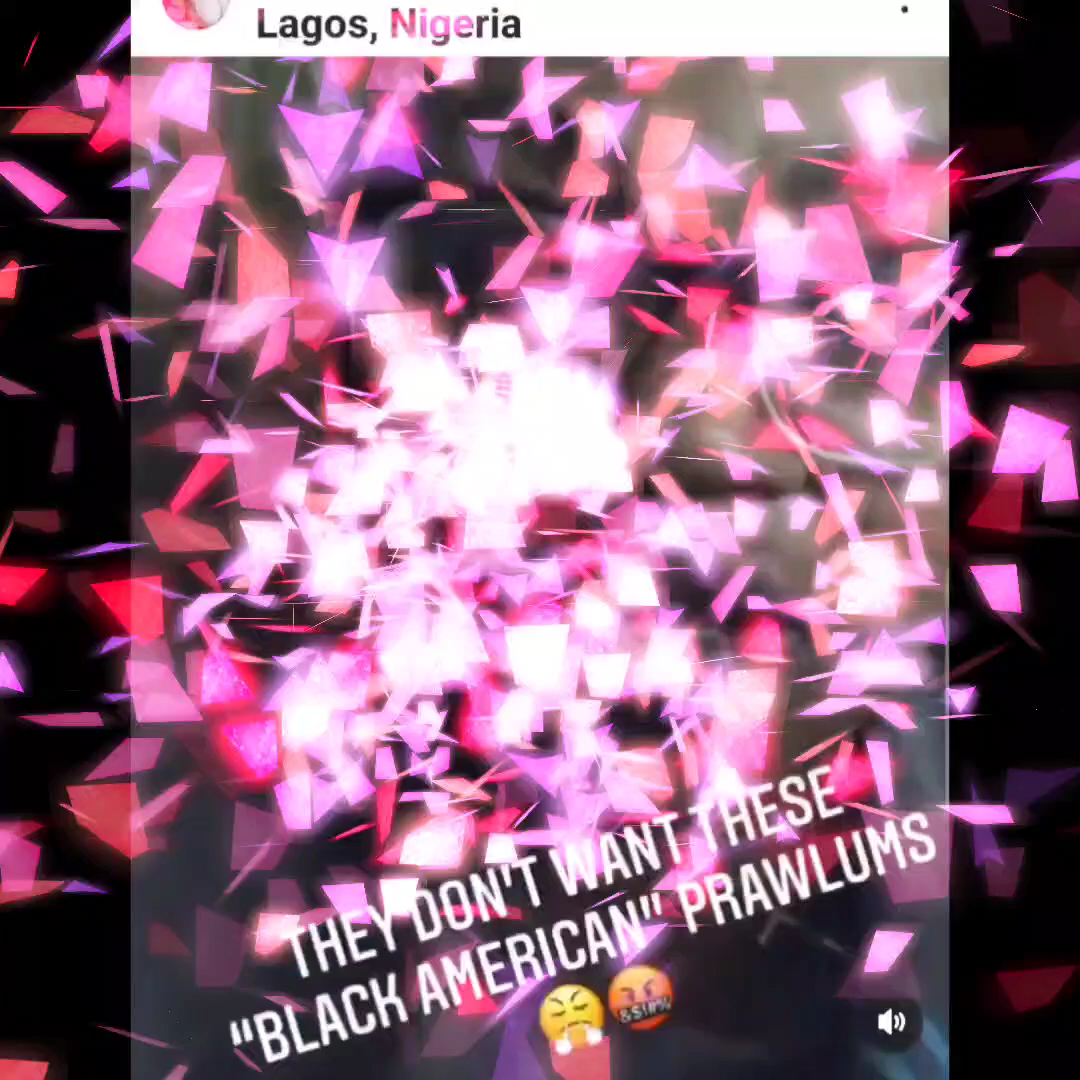 Lagos, Nigeria
THEY DON'T WANT THESE
"BLACK AMERICAN" PRAWLUMS
&$!#%